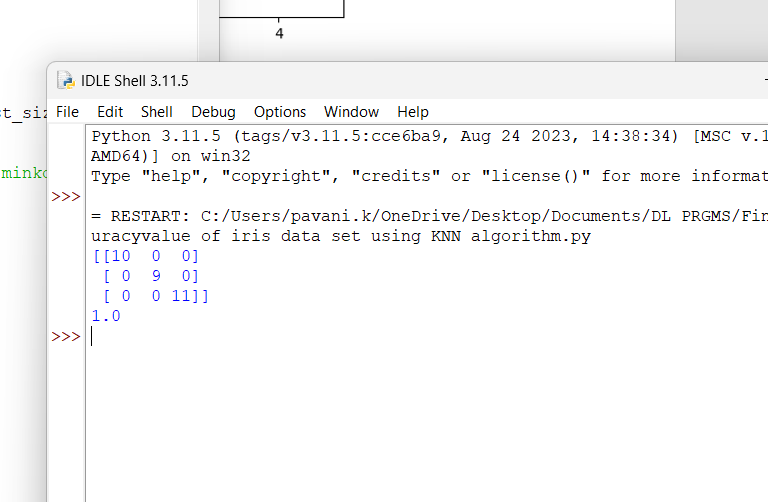 4
IDLE Shell 3.11.5
File Edit Shell Debug Options Window Help
Python 3.11.5 (tags/v3.11.5:cce6ba9, Aug 24 2023, 14:38:34) [MSC v.1
AMD64)] on win32
Type "help", "copyright", "credits" or "license()" for more informat
>>>
= RESTART: C:/Users/pavani.k/OneDrive/Desktop/Documents/DL PRGMS/Fin
uracyvalue of iris data set using KNN algorithm.py
[[10  0  0]
 [ 0  9  0]
 [ 0  0 11]]
1.0
>>>